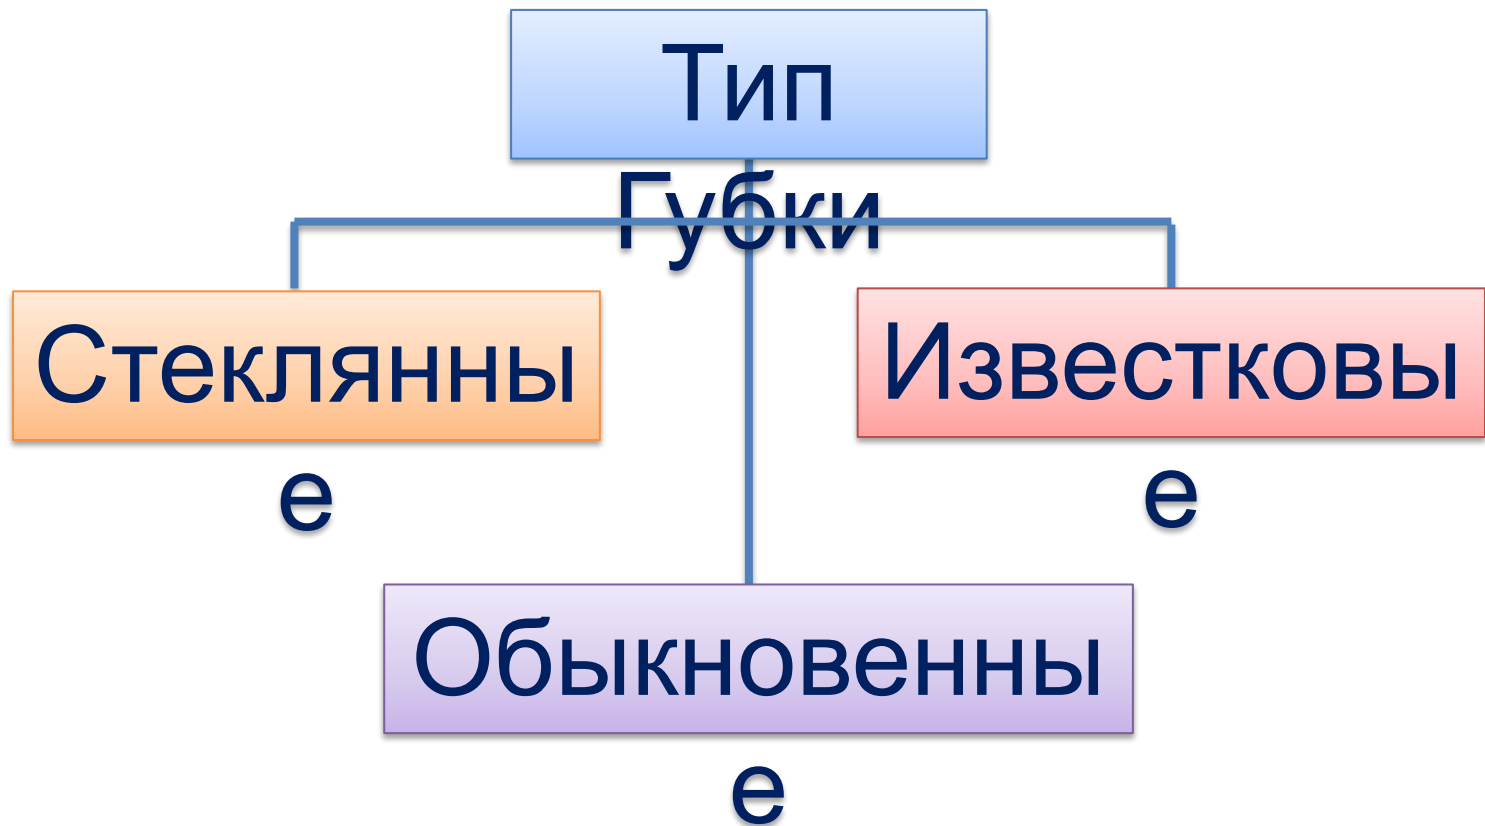 Тип
Губки
Стеклянны
е
Известковы
е
Обыкновенны
е